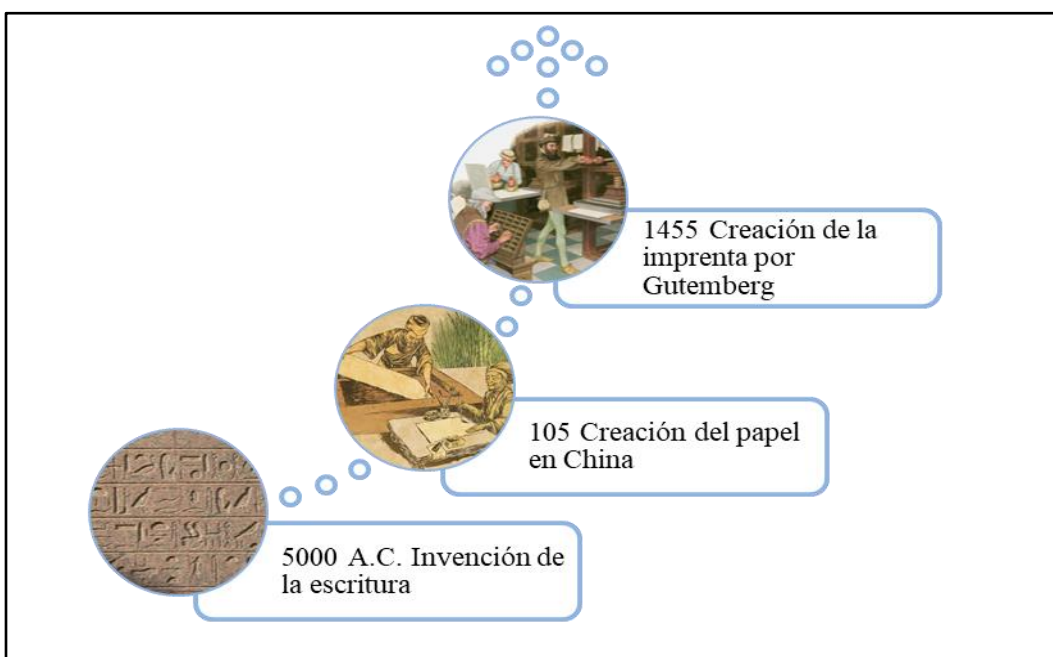 1455 Creación de la
imprenta por
Gutemberg
105 Creación del papel
en China
5000 A.C. Invención de
la escritura